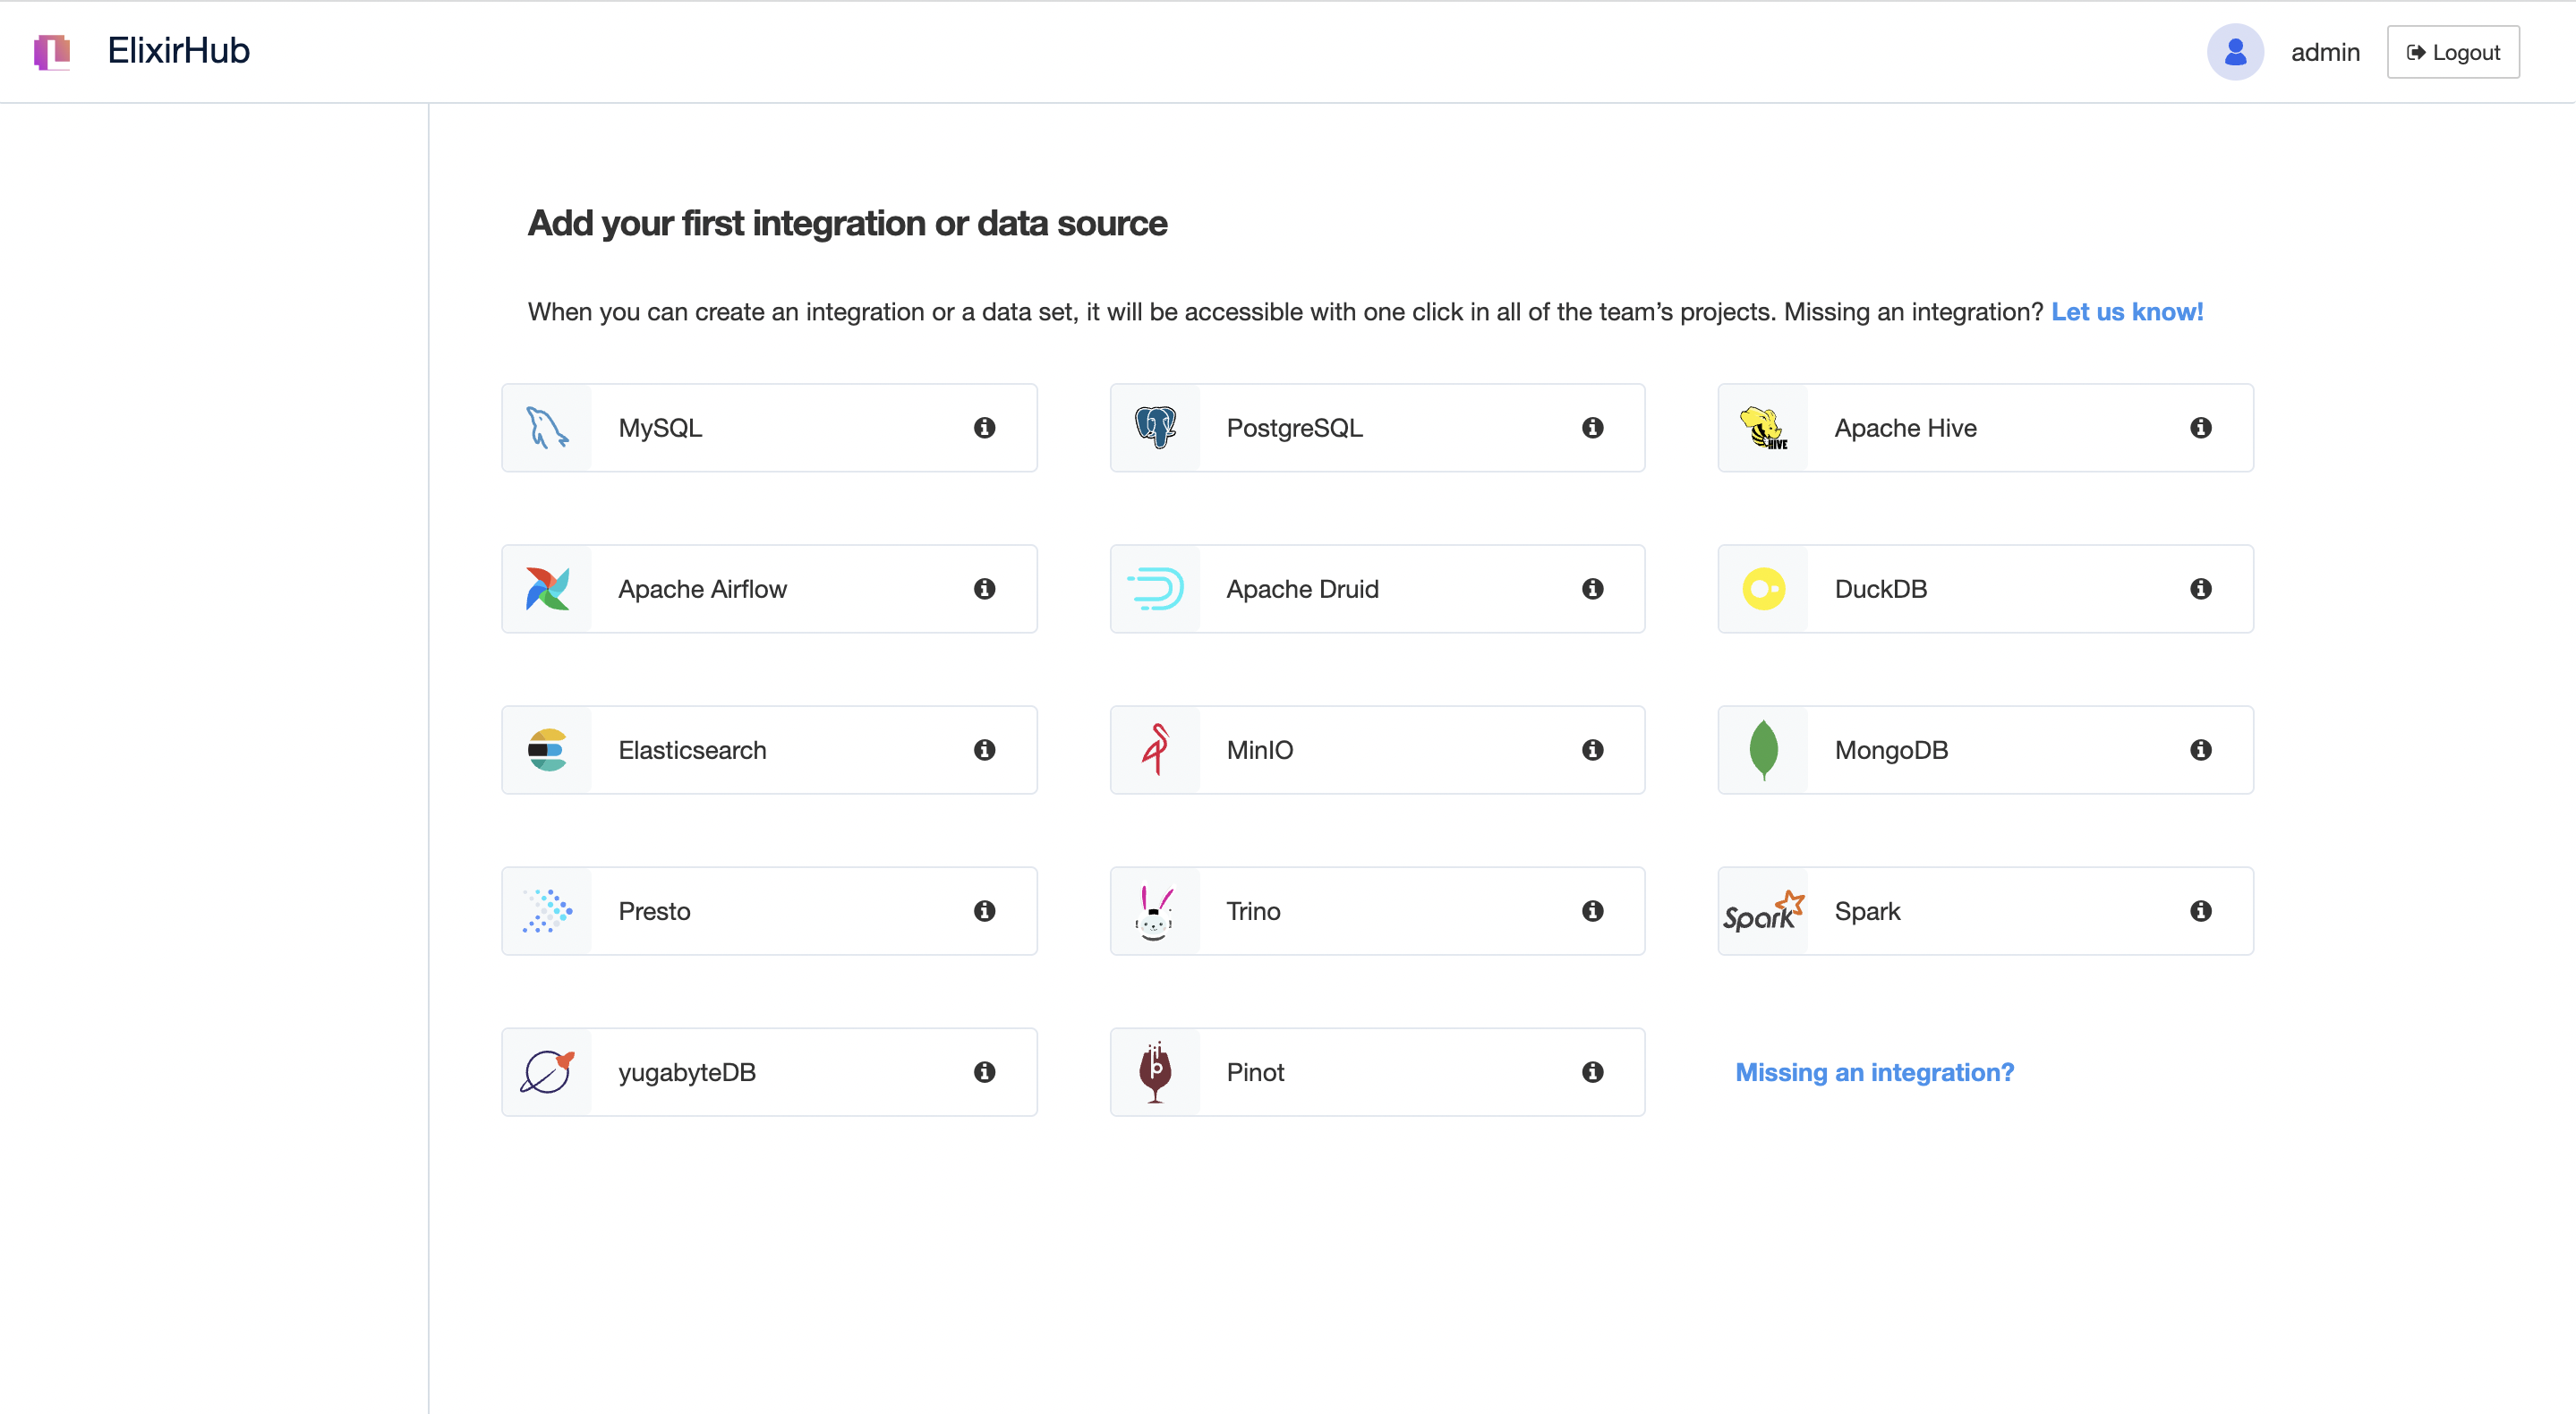 ElixirHub
admin
Logout
Add your first integration or data source
When you can create an integration or a data set, it will be accessible with one click in all of the team’s projects. Missing an integration? Let us know!
MySQL
PostgreSQL
HIVE
Apache Hive
Apache Airflow
Apache Druid
DuckDB
Elasticsearch
MinIO
MongoDB
Presto
Trino
Spark
Spark
yugabyteDB
Pinot
Missing an integration?